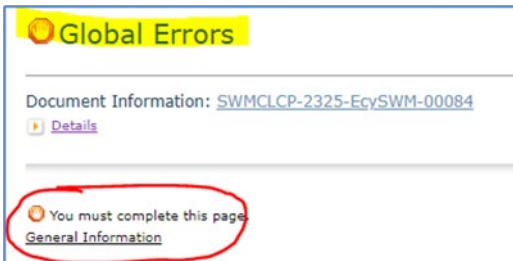 Global Errors
Document Information: SWMCLCP-2325-EcySWM-00084
Details
You must complete this page.
General Information